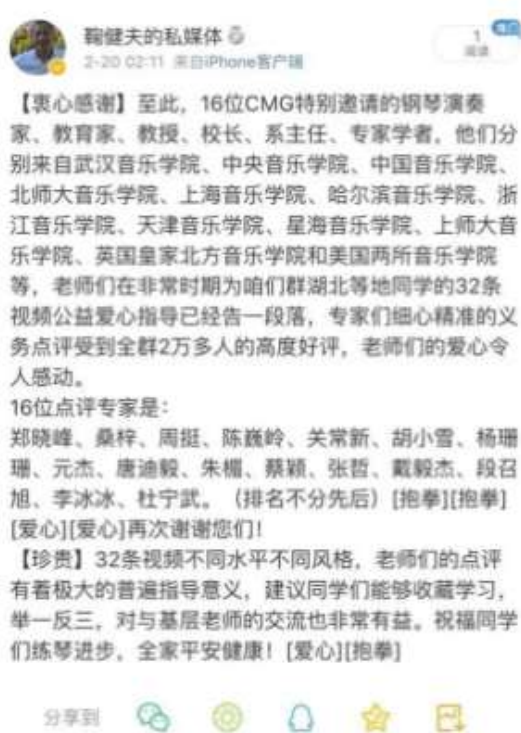 鞠健夫的私媒体
1
阅读
推广
2-20 02:11 来自iPhone客户端
【衷心感谢】至此，16位CMG特别邀请的钢琴演奏
家、教育家、教授、校长、系主任、专家学者，他们分
别来自武汉音乐学院、中央音乐学院、中国音乐学院、
北师大音乐学院、上海音乐学院、哈尔滨音乐学院、浙
江音乐学院、天津音乐学院、星海音乐学院、上师大音
乐学院、英国皇家北方音乐学院和美国两所音乐学院
等，老师们在非常时期为咱们群湖北等地同学的32条
视频公益爱心指导已经告一段落，专家们细心精准的义
务点评受到全群2万多人的高度好评，老师们的爱心令
人感动。
16位点评专家是：
郑晓峰、桑梓、周挺、陈巍岭、关常新、胡小雪、杨珊
珊、元杰、唐迪毅、朱楣、蔡颖、张哲、戴毅杰、段召
旭、李冰冰、杜宁武。（排名不分先后）[抱拳][抱拳]
[爱心][爱心]再次谢谢您们！
【珍贵】32条视频不同水平不同风格，老师们的点评
有着极大的普遍指导意义，建议同学们能够收藏学习，
举一反三，对与基层老师的交流也非常有益。祝福同学
们练琴进步，全家平安健康！[爱心][抱拳]
分享到